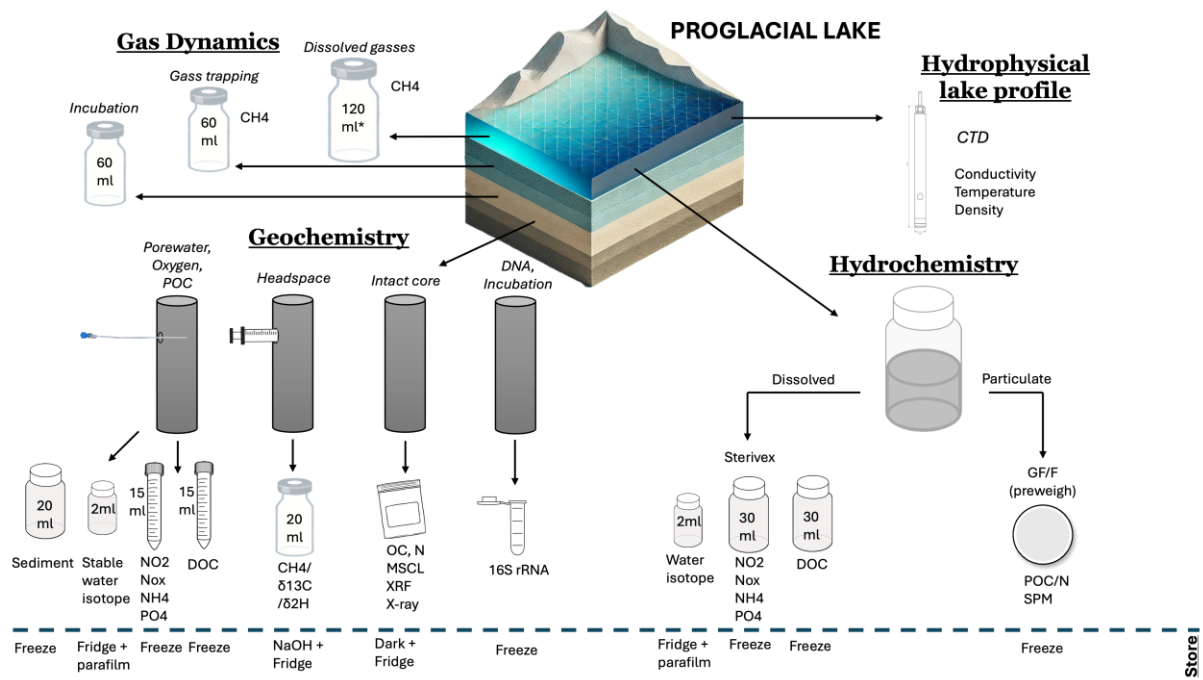 PROGLACIAL LAKE
Gas Dynamics
Dissolved gasses
120
ml*
CH4
Gass trapping
60
ml
CH4
Incubation
60
ml
Hydrophysical
lake profile
CTD
Conductivity
Temperature
Density
Geochemistry
Porewater,
Oxygen,
POC
Headspace
Intact core
DNA,
Incubation
20
ml
Sediment
2ml
Stable
water
isotope
15
ml
NO2
Nox
NH4
PO4
15
ml
DOC
20
ml
CH4/
δ13C
/δ2H
OC, N
MSCL
XRF
X-ray
16S rRNA
Hydrochemistry
Dissolved
Particulate
Sterivex
2ml
Water
isotope
30
ml
NO2
Nox
NH4
PO4
30
ml
DOC
GF/F
(preweigh)
POC/N
SPM
Freeze
Fridge +
parafilm
Freeze
Freeze
NaOH +
Fridge
Dark +
Fridge
Freeze
Fridge +
parafilm
Freeze
Freeze
Freeze
Store